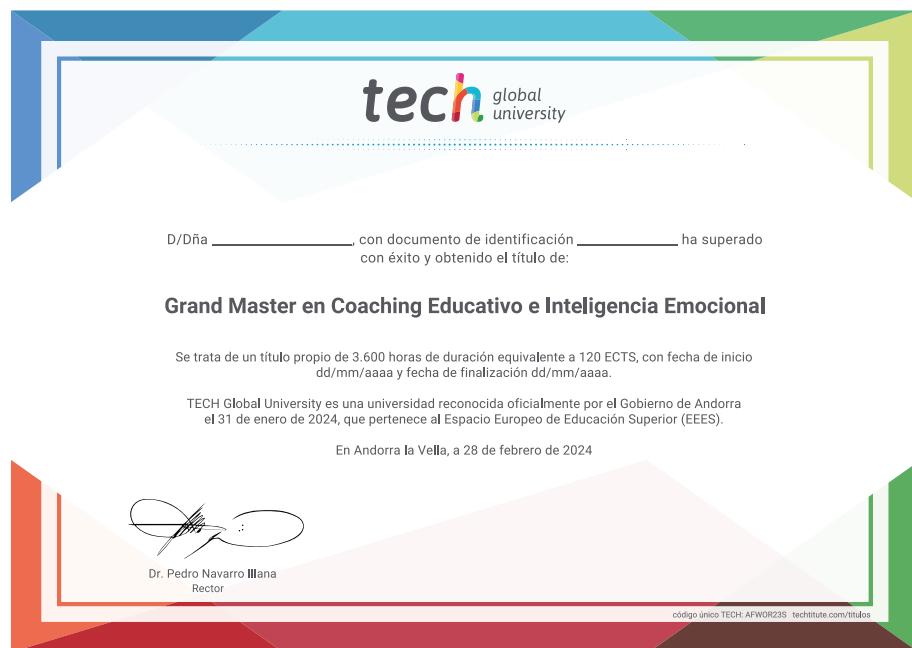 tech global university
D/Dña ____________________, con documento de identificación ______________ ha superado
con éxito y obtenido el título de:
Grand Master en Coaching Educativo e Inteligencia Emocional
Se trata de un título propio de 3.600 horas de duración equivalente a 120 ECTS, con fecha de inicio
dd/mm/aaaa y fecha de finalización dd/mm/aaaa.
TECH Global University es una universidad reconocida oficialmente por el Gobierno de Andorra
el 31 de enero de 2024, que pertenece al Espacio Europeo de Educación Superior (EEES).
En Andorra la Vella, a 28 de febrero de 2024
Dr. Pedro Navarro Illana
Rector
código único TECH: AFWOR23S techtitute.com/titulos